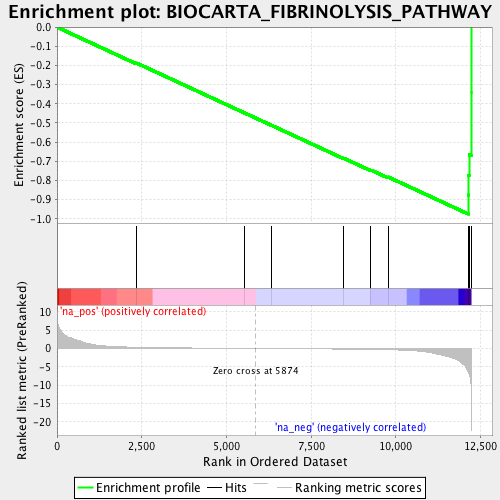 Enrichment plot: BIOCARTA_FIBRINOLYSIS_PATHWAY
Enrichment score (ES)
0.0
-0.1
-0.2
-0.3
-0.4
-0.5
-0.6
-0.7
-0.8
-0.9
-1.0
'na_pos' (positively correlated)
Ranked list metric (PreRanked)
10
5
0
-5
-10
-15
-20
Zero cross at 5874
'na_neg' (negatively correlated)
0
2,500
5,000
7,500
10,000
12,500
Rank in Ordered Dataset
Enrichment profile
Hits
Ranking metric scores